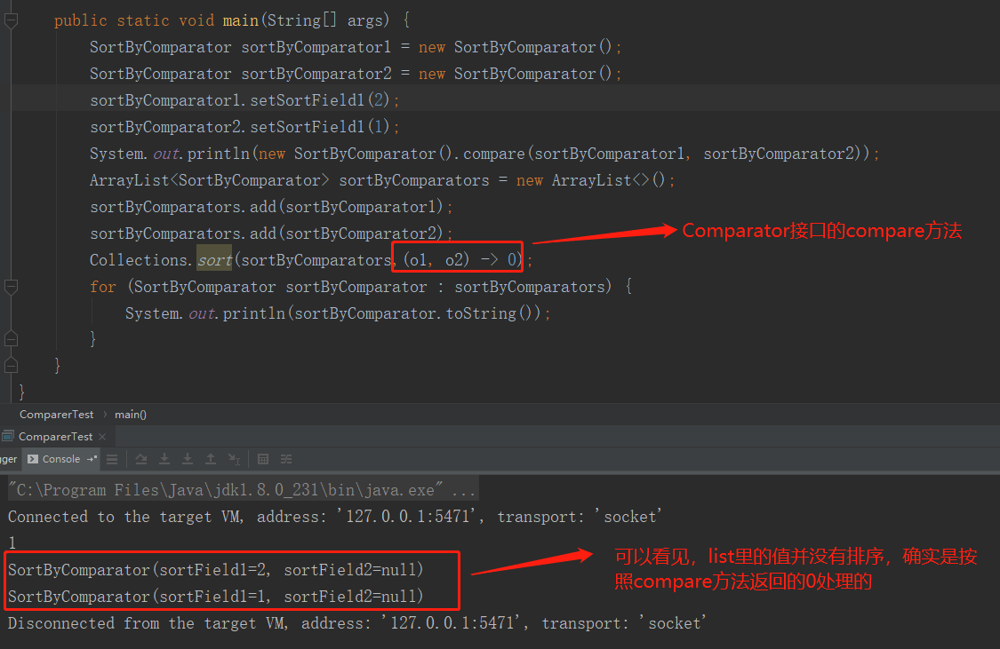 public static void main(String[] args) {
SortByComparator sortByComparator1 = new SortByComparator();
SortByComparator sortByComparator2 = new SortByComparator();
sortByComparator1.setSortField1(2);
sortByComparator2.setSortField1(1);
System.out.println(new SortByComparator().compare(sortByComparator1, sortByComparator2));
ArrayList<SortByComparator> sortByComparators = new ArrayList<>();
sortByComparators.add(sortByComparator1);
sortByComparators.add(sortByComparator2);
Comparator接口的compare方法
Collections.sort(sortByComparators,(o1, o2) -> 0);
for (SortByComparator sortByComparator : sortByComparators) {
System.out.println(sortByComparator.toString());
}
}
}
ComparerTest › main()
ComparerTest ×
gger Console
"C:\Program Files\Java\jdk1.8.0_231\bin\java.exe" ...
Connected to the target VM, address: '127.0.0.1:5471', transport: 'socket'
1
SortByComparator(sortField1=2, sortField2=null)
SortByComparator(sortField1=1, sortField2=null)
可以看见，list里的值并没有排序，确实是按
照compare方法返回的0处理的
Disconnected from the target VM, address: '127.0.0.1:5471', transport: 'socket'